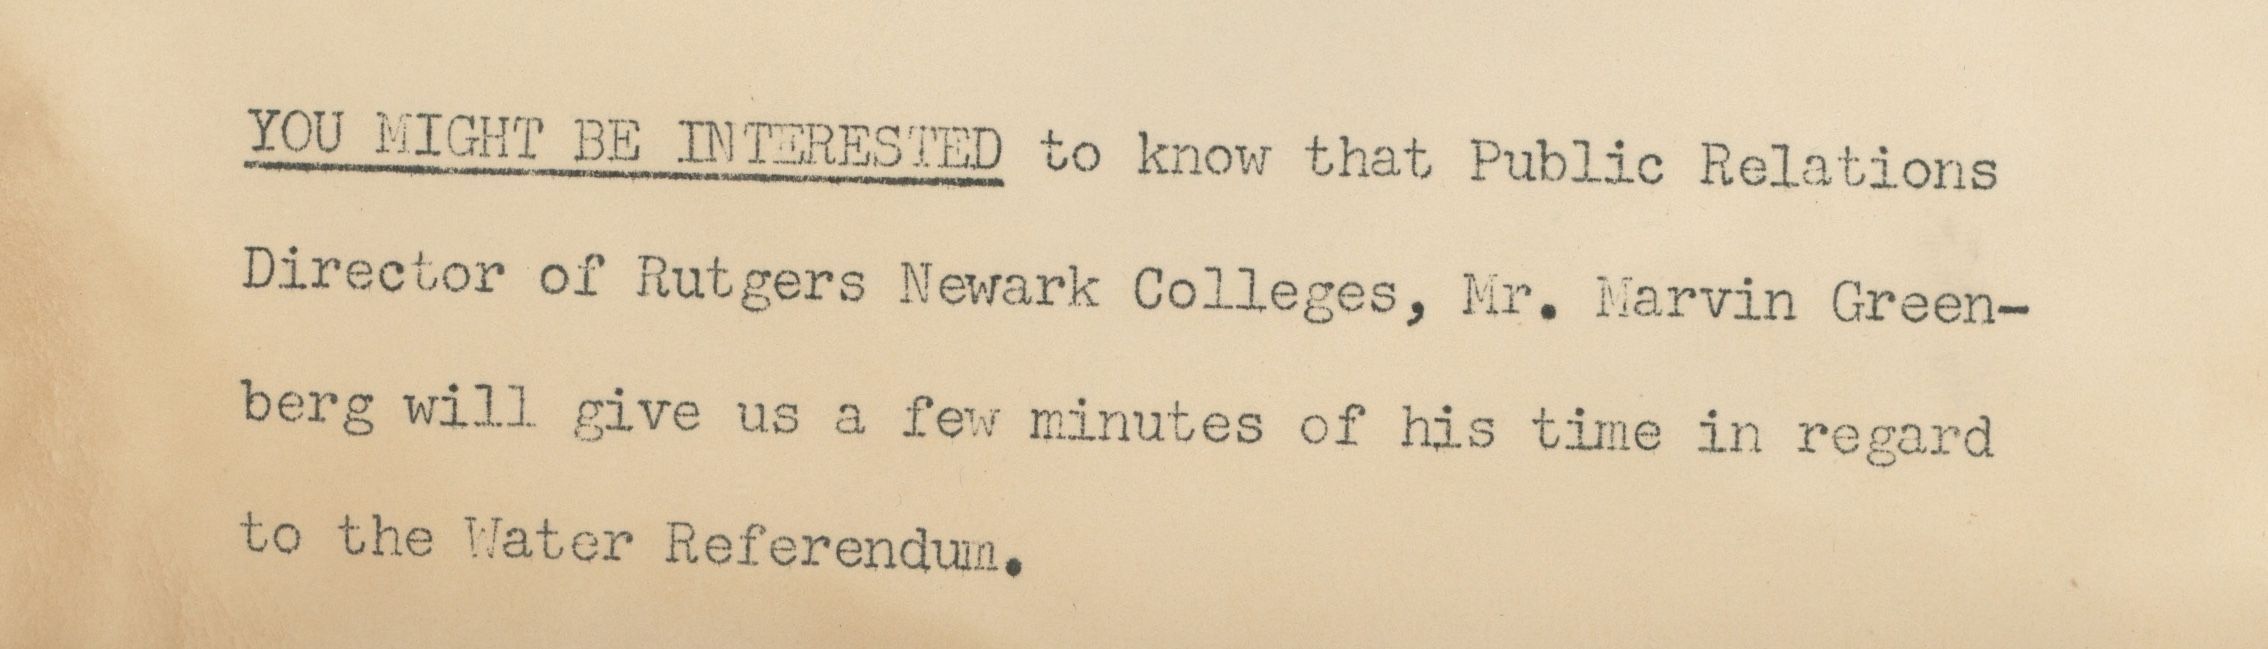 YOU MIGHT BE INTERESTED to know that Public Relations
Director of Rutgers Newark Colleges, Mr. Marvin Green-
berg will give us a few minutes of his time in regard
to the Water Referendum.